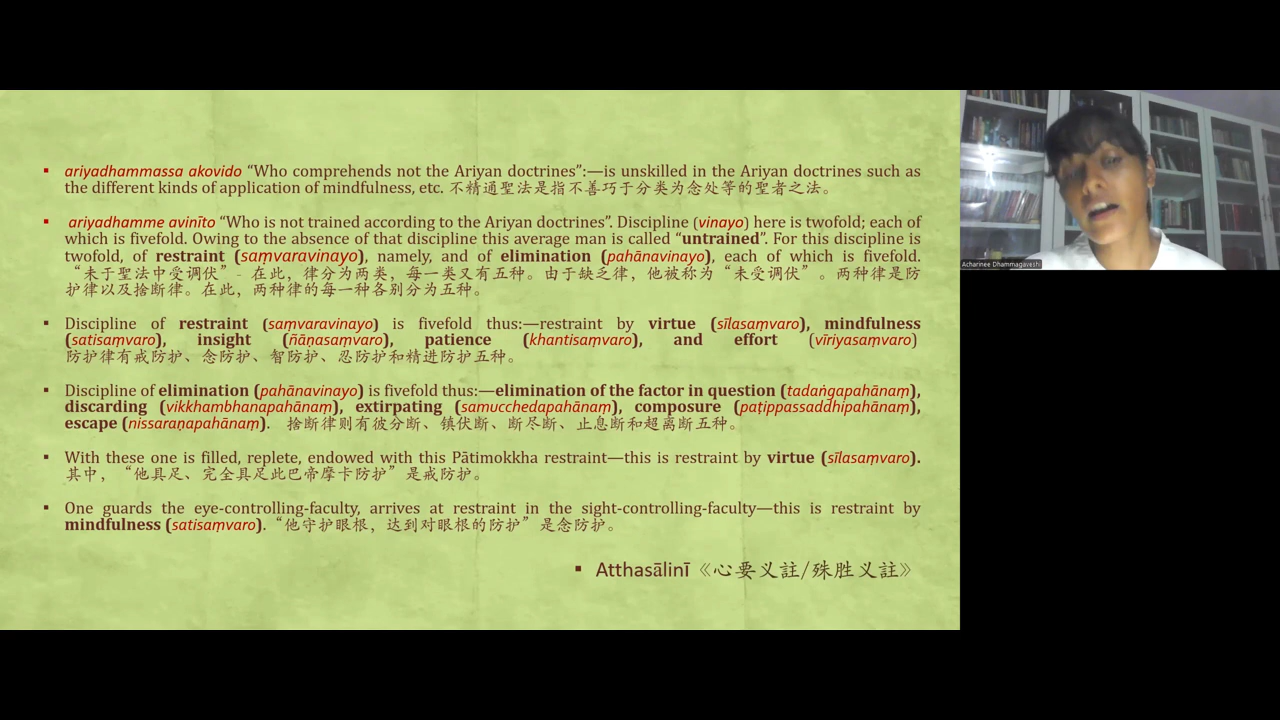 ▪ ariyadhammassa akovido “Who comprehends not the Ariyan doctrines”:—is unskilled in the Ariyan doctrines such as
the different kinds of application of mindfulness, etc. 不精通聖法是指不善巧于分类为念处等的聖者之法。
▪ ariyadhamme avinīto “Who is not trained according to the Ariyan doctrines”. Discipline (vinayo) here is twofold; each of
which is fivefold. Owing to the absence of that discipline this average man is called “untrained”. For this discipline is
twofold, of restraint (saṃvaravinayo), namely, and of elimination (pahānavinayo), each of which is fivefold.
“未于聖法中受调伏”- 在此，律分为两类，每一类又有五种。由于缺乏律，他被称为“未受调伏”。两种律是防
护律以及捨断律。在此，两种律的每一种各别分为五种。
▪ Discipline of restraint (saṃvaravinayo) is fivefold thus:—restraint by virtue (sīlasaṃvaro), mindfulness
(satisaṃvaro), insight (ñāṇasaṃvaro), patience (khantisaṃvaro), and effort (vīriyasaṃvaro)
防护律有戒防护、念防护、智防护、忍防护和精进防护五种。
▪ Discipline of elimination (pahānavinayo) is fivefold thus:—elimination of the factor in question (tadaṅgapahānaṃ),
discarding (vikkhambhanapahānaṃ), extirpating (samucchedapahānaṃ), composure (paṭippassaddhipahānaṃ),
escape (nissaraṇapahānaṃ). 捨断律则有彼分断、镇伏断、断尽断、止息断和超离断五种。
▪ With these one is filled, replete, endowed with this Pātimokkha restraint—this is restraint by virtue (sīlasaṃvaro).
其中，“他具足、完全具足此巴帝摩卡防护”是戒防护。
▪ One guards the eye-controlling-faculty, arrives at restraint in the sight-controlling-faculty—this is restraint by
mindfulness (satisaṃvaro). “他守护眼根，达到对眼根的防护”是念防护。
▪ Atthasālinī《心要义註/殊胜义註》
Acharinee Dhammagaveshi